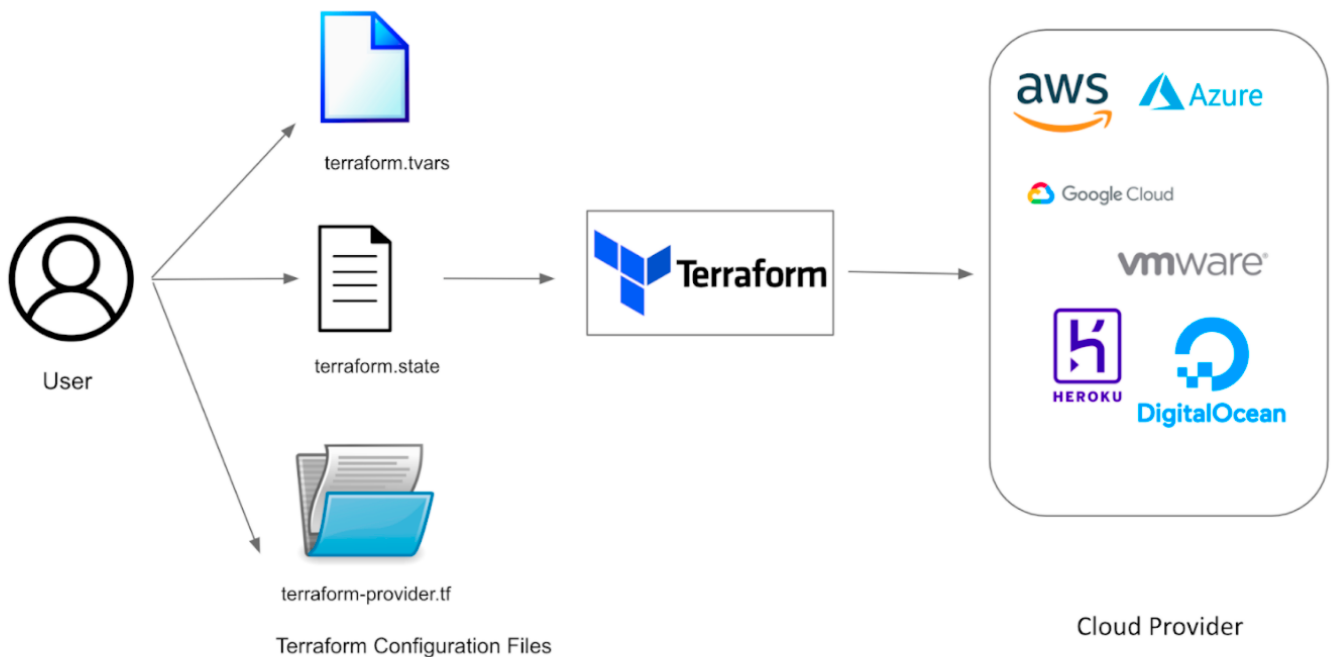 terraform.tvars
User
terraform.state
terraform-provider.tf
Terraform Configuration Files
Terraform
aws
Azure
Google Cloud
vmware®
HEROKU
DigitalOcean
Cloud Provider